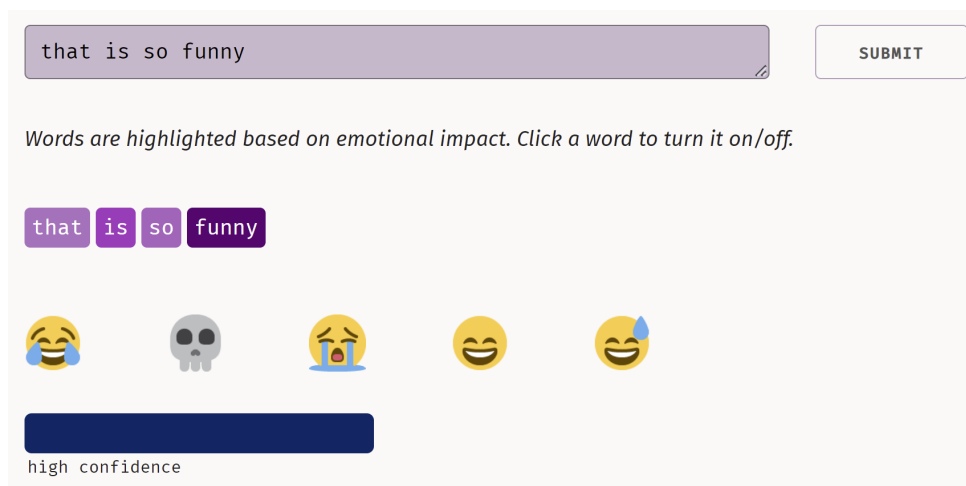 that is so funny
SUBMIT
Words are highlighted based on emotional impact. Click a word to turn it on/off.
that is so funny
high confidence